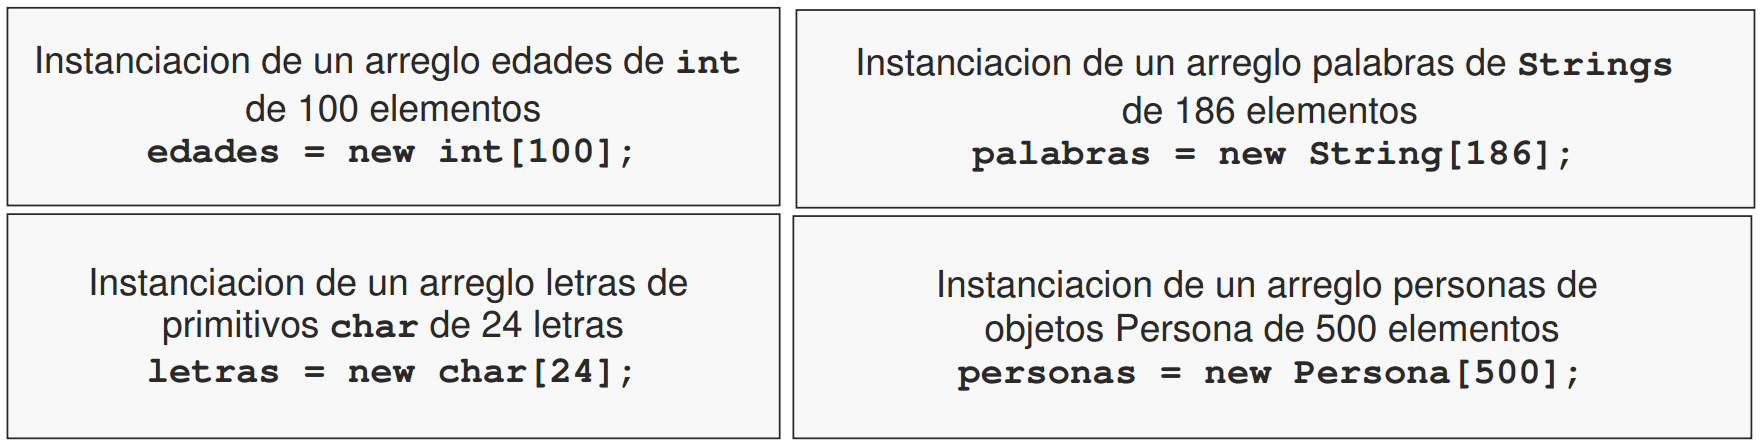 Instanciacion de un arreglo edades de int
de 100 elementos
edades = new int[100];
Instanciacion de un arreglo palabras de Strings
de 186 elementos
palabras = new String[186];
Instanciacion de un arreglo letras de
primitivos char de 24 letras
letras = new char[24];
Instanciacion de un arreglo personas de
objetos Persona de 500 elementos
personas = new Persona[500];